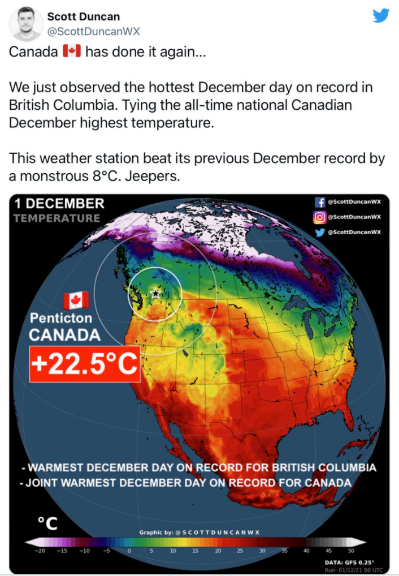 Scott Duncan
@ScottDuncanWX
Canada 🇨🇦 has done it again...
We just observed the hottest December day on record in
British Columbia. Tying the all-time national Canadian
December highest temperature.
This weather station beat its previous December record by
a monstrous 8°C. Jeepers.
1 DECEMBER
TEMPERATURE
@ScottDuncanWX
@ScottDuncanWX
@ScottDuncanWX
Penticton
CANADA
+22.5°C
- WARMEST DECEMBER DAY ON RECORD FOR BRITISH COLUMBIA
- JOINT WARMEST DECEMBER DAY ON RECORD FOR CANADA
°C
Graphic by: @SCOTTDUNCANWX
-20 -15 -10 -5 0 5 10 15 20 25 30 35 40 45 50
DATA: GFS 0.25°
Run: 01/12/21 06 UTC